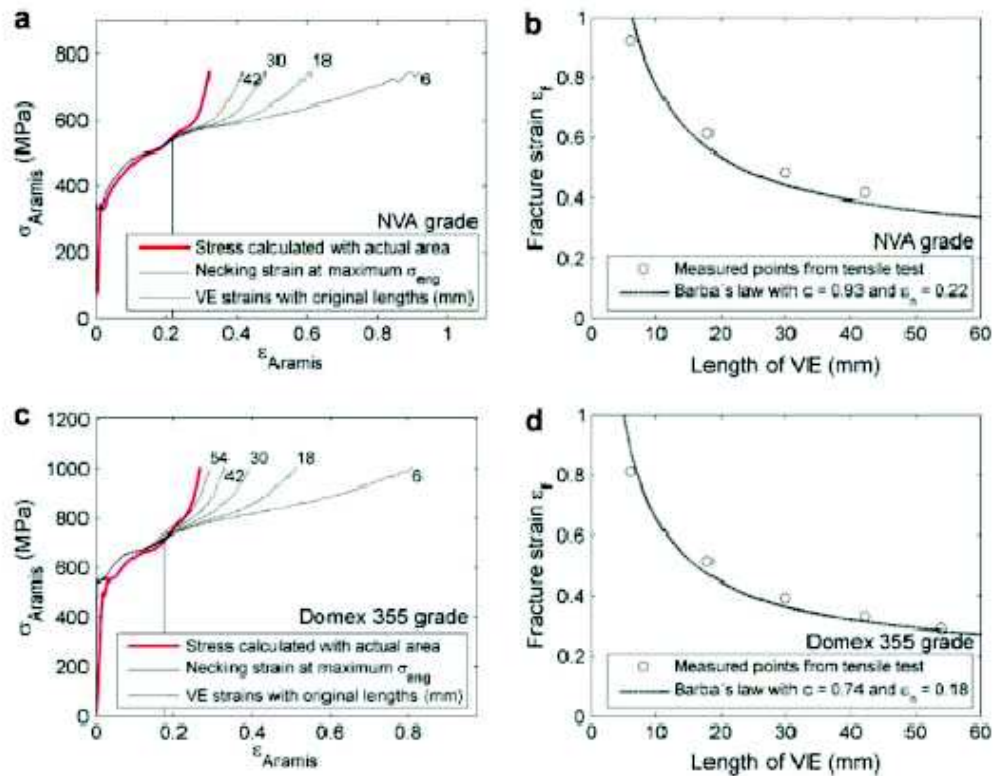 a
800
600
400
200
0
σAramis (MPa)
42
30
18
6
NVA grade
Stress calculated with actual area
Necking strain at maximum σeng
VE strains with original lengths (mm)
0 0.2 0.4 0.6 0.8 1
εAramis
b
1
0.8
0.6
0.4
0.2
0
Fracture strain εf
NVA grade
Measured points from tensile test
Barba´s law with c = 0.93 and εn = 0.22
0 10 20 30 40 50 60
Length of VE (mm)
c
1200
1000
800
600
400
200
0
σAramis (MPa)
54
42
30
18
6
Domex 355 grade
Stress calculated with actual area
Necking strain at maximum σeng
VE strains with original lengths (mm)
0 0.2 0.4 0.6 0.8
εAramis
d
1
0.8
0.6
0.4
0.2
0
Fracture strain εf
Domex 355 grade
Measured points from tensile test
Barba´s law with c = 0.74 and εn = 0.18
0 10 20 30 40 50 60
Length of VE (mm)